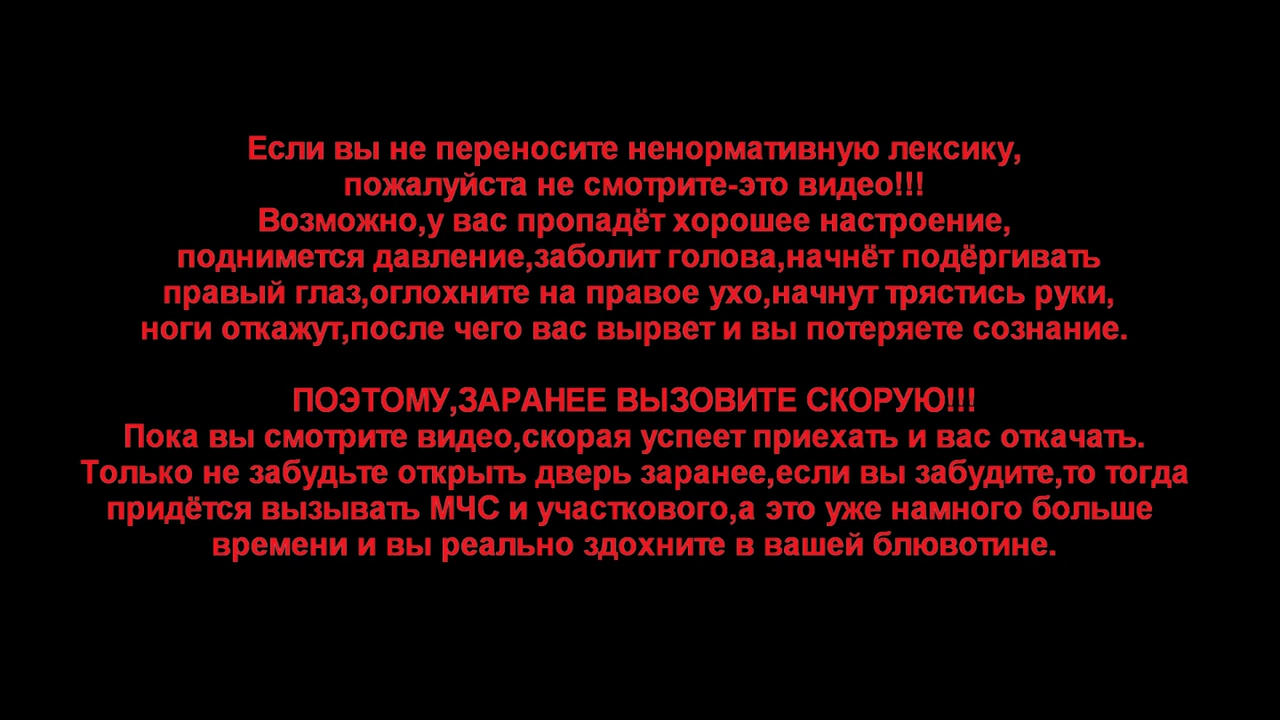 Если вы не переносите ненормативную лексику,
пожалуйста не смотрите-это видео!!!
Возможно,у вас пропадёт хорошее настроение,
поднимется давление,заболит голова,начнёт подёргивать
правый глаз,оглохните на правое ухо,начнут трястись руки,
ноги откажут,после чего вас вырвет и вы потеряете сознание.
ПОЭТОМУ,ЗАРАНЕЕ ВЫЗОВИТЕ СКОРУЮ!!!
Пока вы смотрите видео,скорая успеет приехать и вас откачать.
Только не забудьте открыть дверь заранее,если вы забудите,то тогда
придётся вызывать МЧС и участкового,а это уже намного больше
времени и вы реально здохните в вашей блювотине.